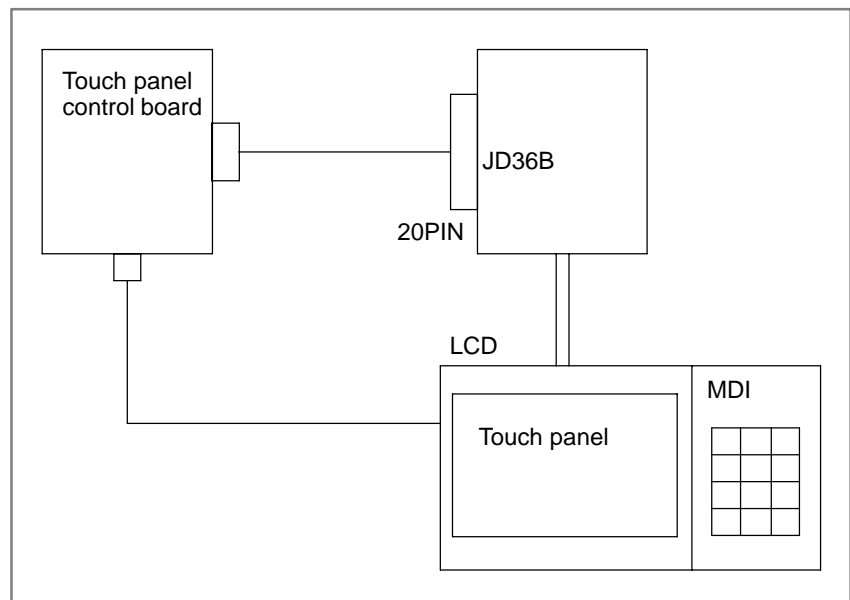 Touch panel
control board
JD36B
20PIN
LCD
MDI
Touch panel